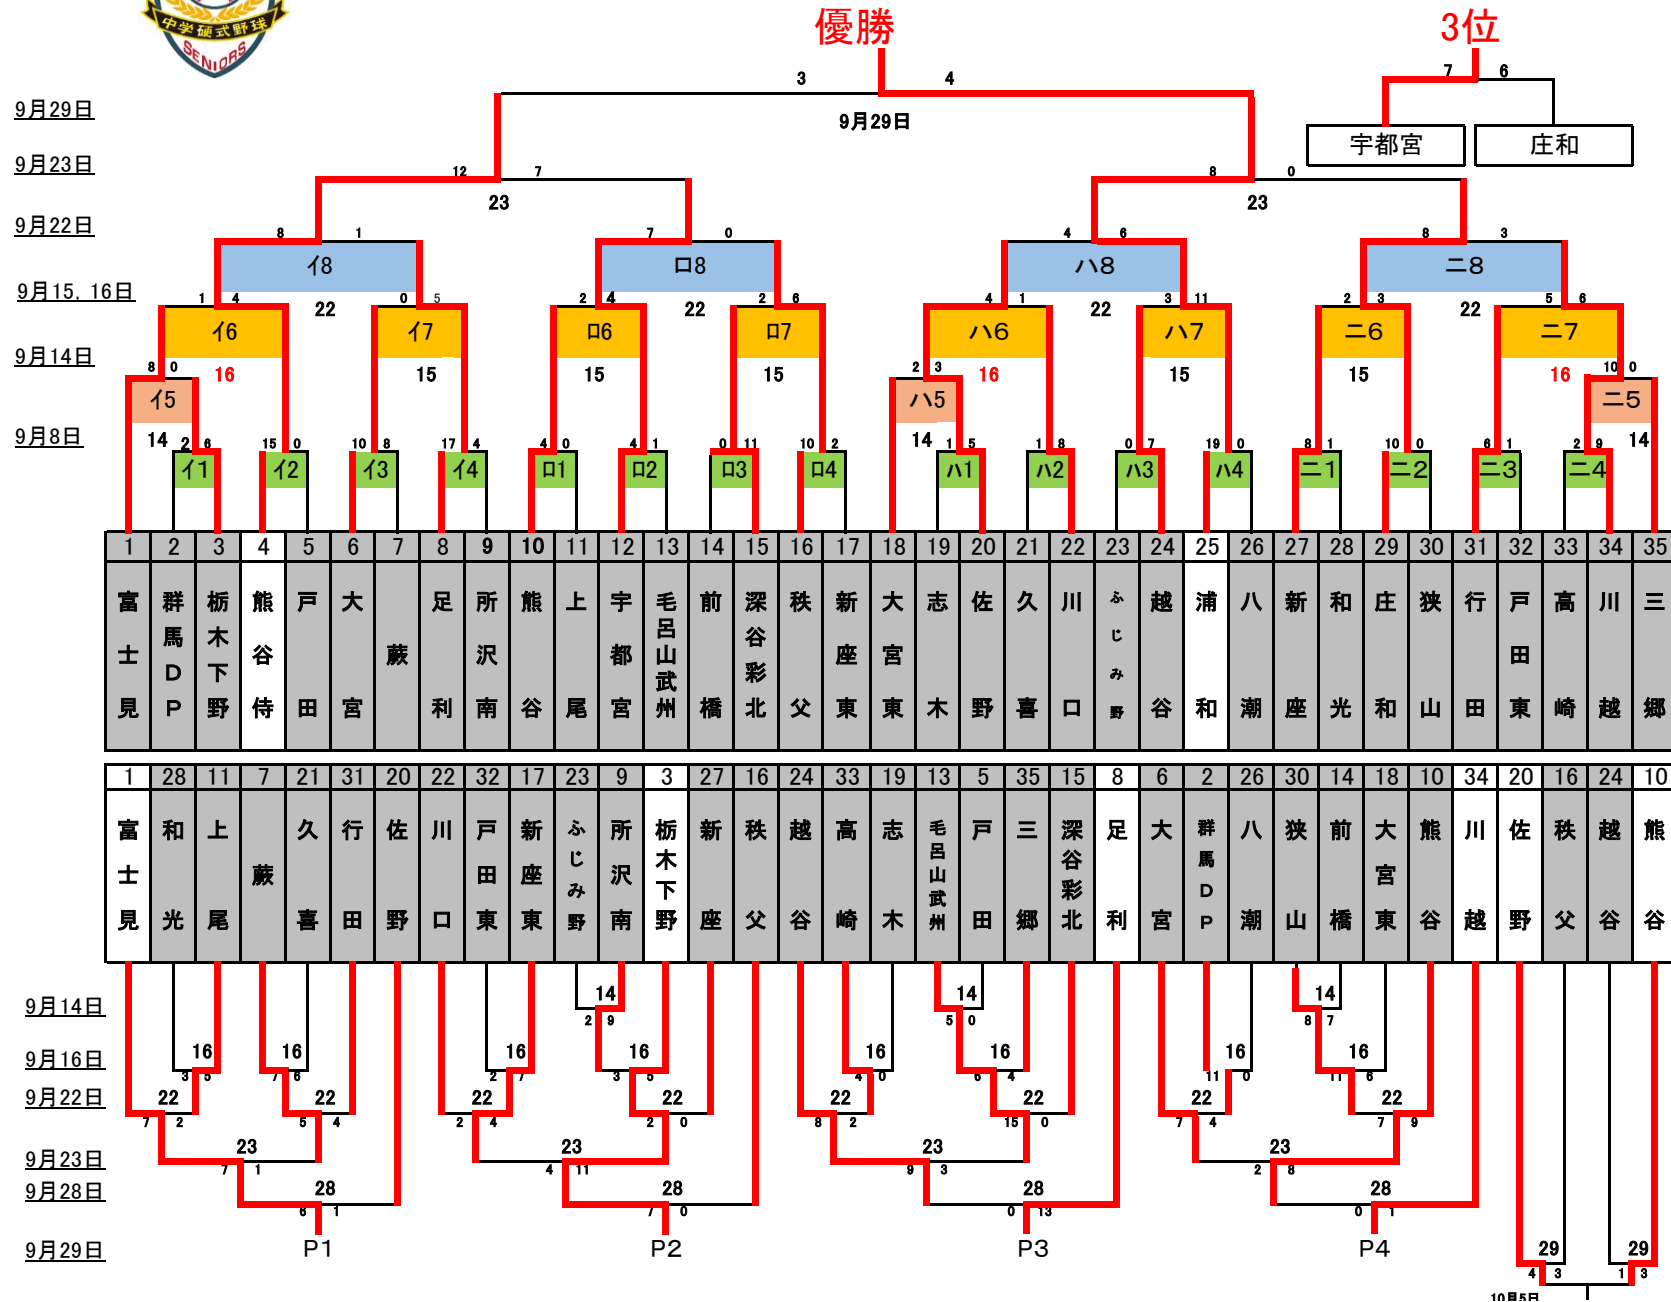 中学硬式野球
SENIORS
優勝
3位
3 4
7 6
9月29日
9月29日
宇都宮 庄和
9月23日
12 7 8 0
23 23
9月22日
8 1 7 0 4 6 8 3
イ8 ロ8 ハ8 ニ8
9月15,16日
1 4 0 5 2 4 2 6 4 1 3 11 2 3 5 6
22 22 22 22
イ6 イ7 ロ6 ロ7 ハ6 ハ7 ニ6 ニ7
9月14日
8 0 2 3 10 0
16 15 15 15 16 15 15 16
イ5 ハ5 ニ5
9月8日
14 14 14
2 6 15 0 10 8 17 4 4 0 4 1 0 11 10 2 1 5 1 8 0 7 19 0 8 1 10 0 6 1 2 9
イ1 イ2 イ3 イ4 ロ1 ロ2 ロ3 ロ4 ハ1 ハ2 ハ3 ハ4 ニ1 ニ2 ニ3 ニ4
1 2 3 4 5 6 7 8 9 10 11 12 13 14 15 16 17 18 19 20 21 22 23 24 25 26 27 28 29 30 31 32 33 34 35
富士見 群馬DP 栃木下野 熊谷侍 戸田 大宮 蕨 足利 所沢南 熊谷 上尾 宇都宮 毛呂山武州 前橋 深谷彩北 秩父 新座東 大宮東 志木 佐野 久喜 川口 ふじみ野 越谷 浦和 八潮 新座 和光 庄和 狭山 行田 戸田東 高崎 川越 三郷
1 28 11 7 21 31 20 22 32 17 23 9 3 27 16 24 33 19 13 5 35 15 8 6 2 26 30 14 18 10 34 20 16 24 10
富士見 和光 上尾 蕨 久喜 行田 佐野 川口 戸田東 新座東 ふじみ野 所沢南 栃木下野 新座 秩父 越谷 高崎 志木 毛呂山武州 戸田 三郷 深谷彩北 足利 大宮 群馬DP 八潮 狭山 前橋 大宮東 熊谷 川越 佐野 秩父 越谷 熊谷
9月14日
14 14 14
2 9 5 0 8 7
9月16日
16 16 16 16 16 16 16 16
3 5 7 6 2 7 3 5 4 0 6 4 11 0 11 6
9月22日
22 22 22 22 22 22 22 22
7 2 5 4 2 4 2 0 8 2 15 0 7 4 7 9
9月23日
23 23 23 23
7 1 4 11 9 3 2 8
9月28日
28 28 28 28
6 1 7 0 0 13 0 1
9月29日
P1 P2 P3 P4
29 29
4 3 1 3
10月5日